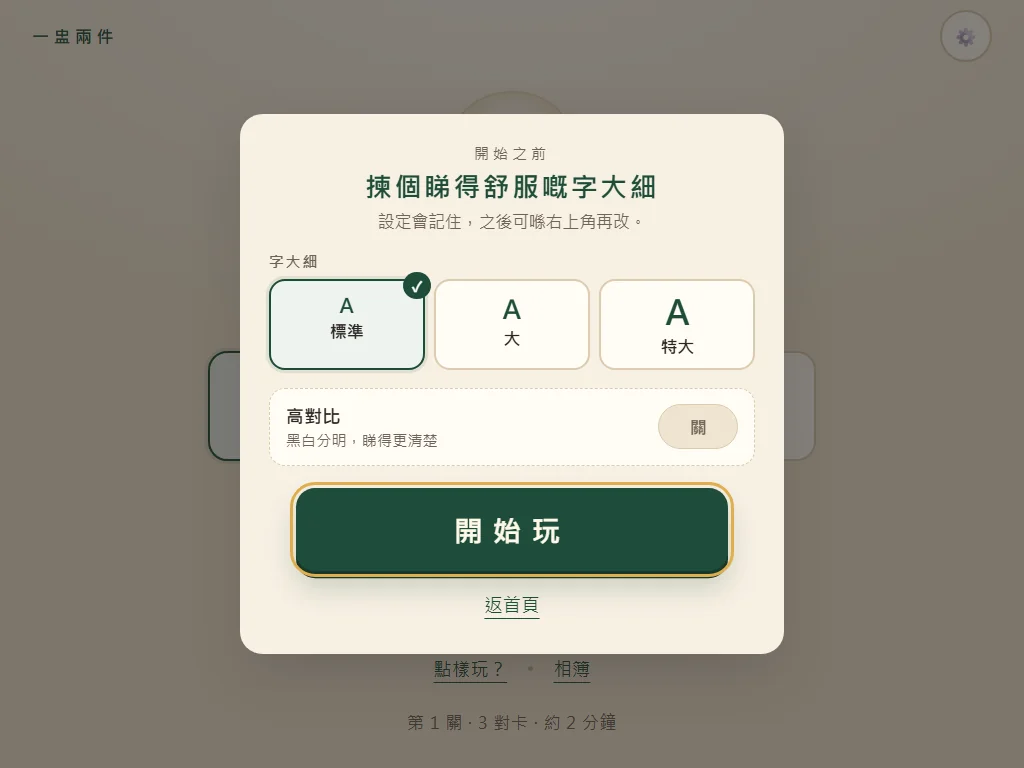 一盅兩件
開始之前
揀個睇得舒服嘅字大細
設定會記住，之後可喺右上角再改。
字大細
A
標準
A
大
A
特大
高對比
黑白分明，睇得更清楚
關
開始玩
返首頁
點樣玩？ • 相簿
第 1 關 · 3 對卡 · 約 2 分鐘